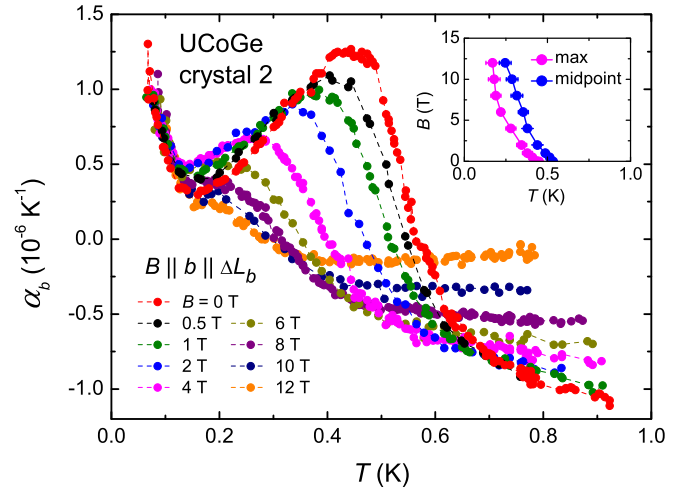 UCoGe
crystal 2
max
midpoint
B (T)
15
10
5
0
0.0
0.5
1.0
T (K)
α_b (10⁻⁶ K⁻¹)
1.5
1.0
0.5
0.0
-0.5
-1.0
B || b || ΔL_b
B = 0 T
0.5 T
1 T
2 T
4 T
6 T
8 T
10 T
12 T
0.0
0.2
0.4
0.6
0.8
1.0
T (K)